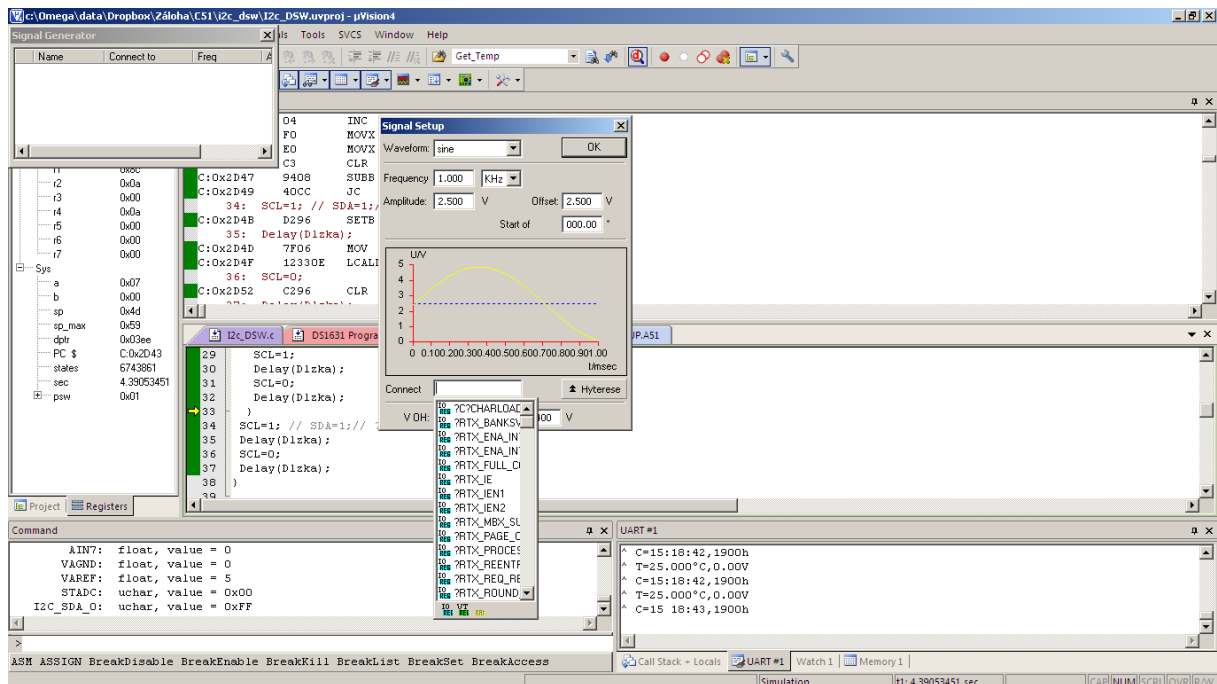 c:\Omega\data\Dropbox\Záloha\C51\i2c_dsw\I2c_DSW.uvproj - µVision4
Signal Generator
ls Tools SVCS Window Help
Name Connect to Freq A
Get_Temp
04 INC
F0 MOVX
E0 MOVX
C3 CLR
C:0x2D47 9408 SUBB
C:0x2D49 40CC JC
34: SCL=1; // SDA=1;/
C:0x2D4B D296 SETB
35: Delay(Dlzka);
C:0x2D4D 7F06 MOV
C:0x2D4F 12330E LCALL
36: SCL=0;
C:0x2D52 C296 CLR
37: Delay(Dlzka);
r1 0x8c
r2 0x0a
r3 0x00
r4 0x0a
r5 0x00
r6 0x00
r7 0x00
Sys
a 0x07
b 0x00
sp 0x4d
sp_max 0x59
dptr 0x03ee
PC $ C:0x2D43
states 6743861
sec 4.39053451
psw 0x01
Project Registers
Signal Setup
Waveform: sine OK
Frequency 1.000 KHz
Amplitude: 2.500 V Offset: 2.500 V
Start of 000.00 °
U/V
5
4
3
2
1
0
0 0.100.200.300.400.500.600.700.800.901.00
t/msec
Connect Hyterese
V OH: 400 V
?C?CHARLOAD
?RTX_BANKSV
?RTX_ENA_IN
?RTX_ENA_IN
?RTX_FULL_C
?RTX_IE
?RTX_IEN1
?RTX_IEN2
?RTX_MBX_SU
?RTX_PAGE_C
?RTX_PROCES
?RTX_REENTR
?RTX_REQ_RE
?RTX_ROUND_
I2c_DSW.c DS1631 Progra UP.A51
29 SCL=1;
30 Delay(Dlzka);
31 SCL=0;
32 Delay(Dlzka);
33 }
34 SCL=1; // SDA=1;// ?
35 Delay(Dlzka);
36 SCL=0;
37 Delay(Dlzka);
38 }
39
Command
AIN7: float, value = 0
VAGND: float, value = 0
VAREF: float, value = 5
STADC: uchar, value = 0x00
I2C_SDA_O: uchar, value = 0xFF
>
ASM ASSIGN BreakDisable BreakEnable BreakKill BreakList BreakSet BreakAccess
UART #1
^ C=15:18:42,1900h
^ T=25.000°C,0.00V
^ C=15:18:42,1900h
^ T=25.000°C,0.00V
^ C=15 18:43,1900h
Call Stack + Locals UART #1 Watch 1 Memory 1
Simulation t1: 4.39053451 sec CAP NUM SCRL OVR R/W